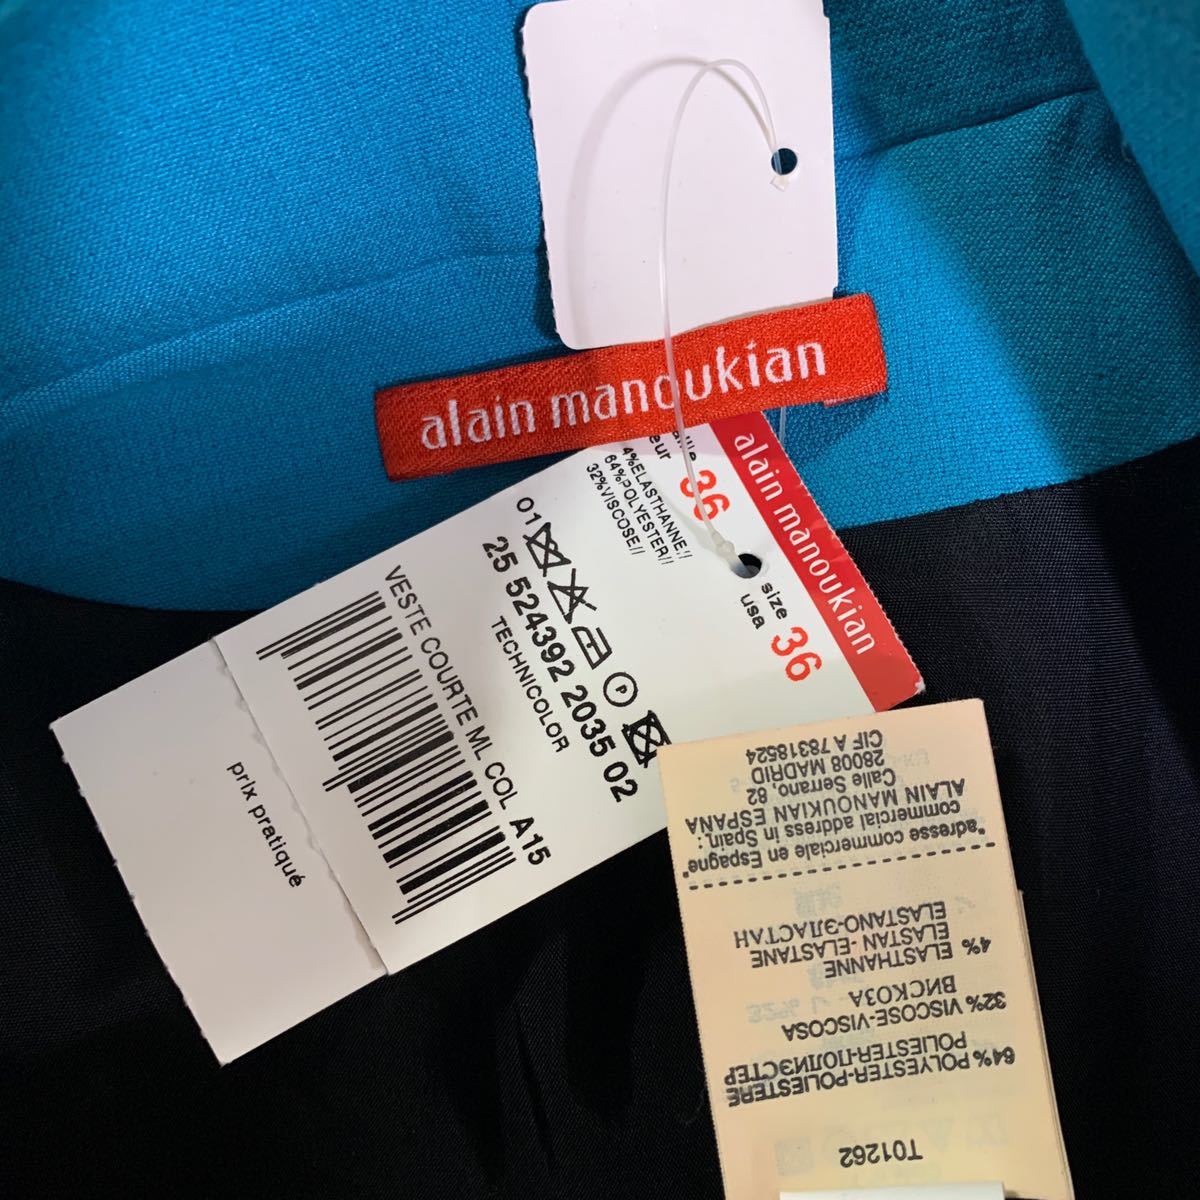 alain manoukian
alain manoukian
size 36
usa
36
eur
4%ELASTHANNE//
64%POLYESTER//
32%VISCOSE//
01
P
25 524392 2035 02
TECHNICOLOR
VESTE COURTE ML COL A15
prix pratiqué
T01262
64% POLYESTER-POLIESTERE
POLIESTER-ПОЛИЭСТЕР
32% VISCOSE-VISCOSA
ВИСКОЗА
4% ELASTHANNE
ELASTAN - ELASTANE
ELASTANO-ЭЛАСТАН
*adresse commerciale en Espagne
commercial address in Spain,:
ALAIN MANOUKIAN ESPANA
Calle Serrano, 82
28008 MADRID
CIF A 78318524